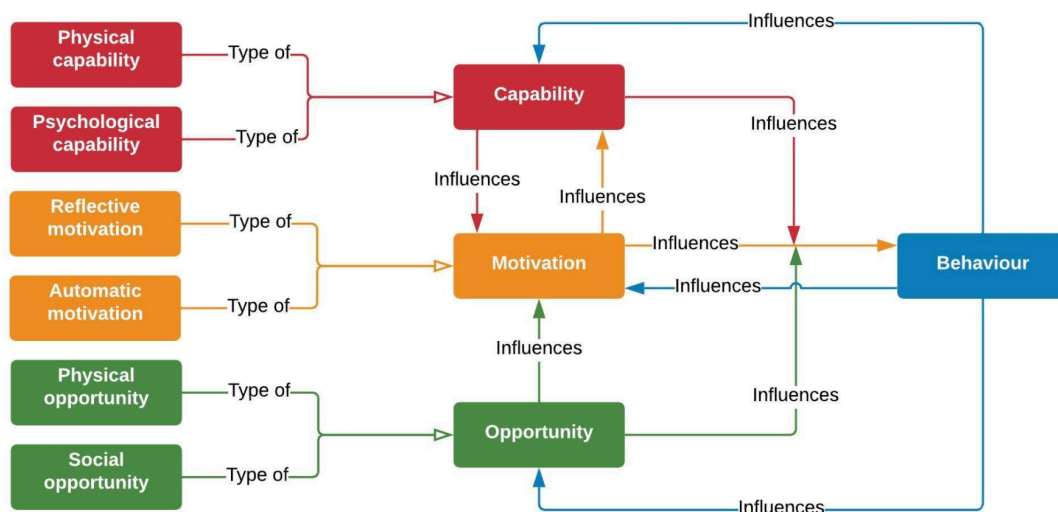 Influences
Physical
capability
Type of
Capability
Influences
Psychological
capability
Type of
Influences
Influences
Reflective
motivation
Type of
Motivation
Influences
Behaviour
Influences
Automatic
motivation
Type of
Influences
Physical
opportunity
Type of
Influences
Opportunity
Social
opportunity
Type of
Influences